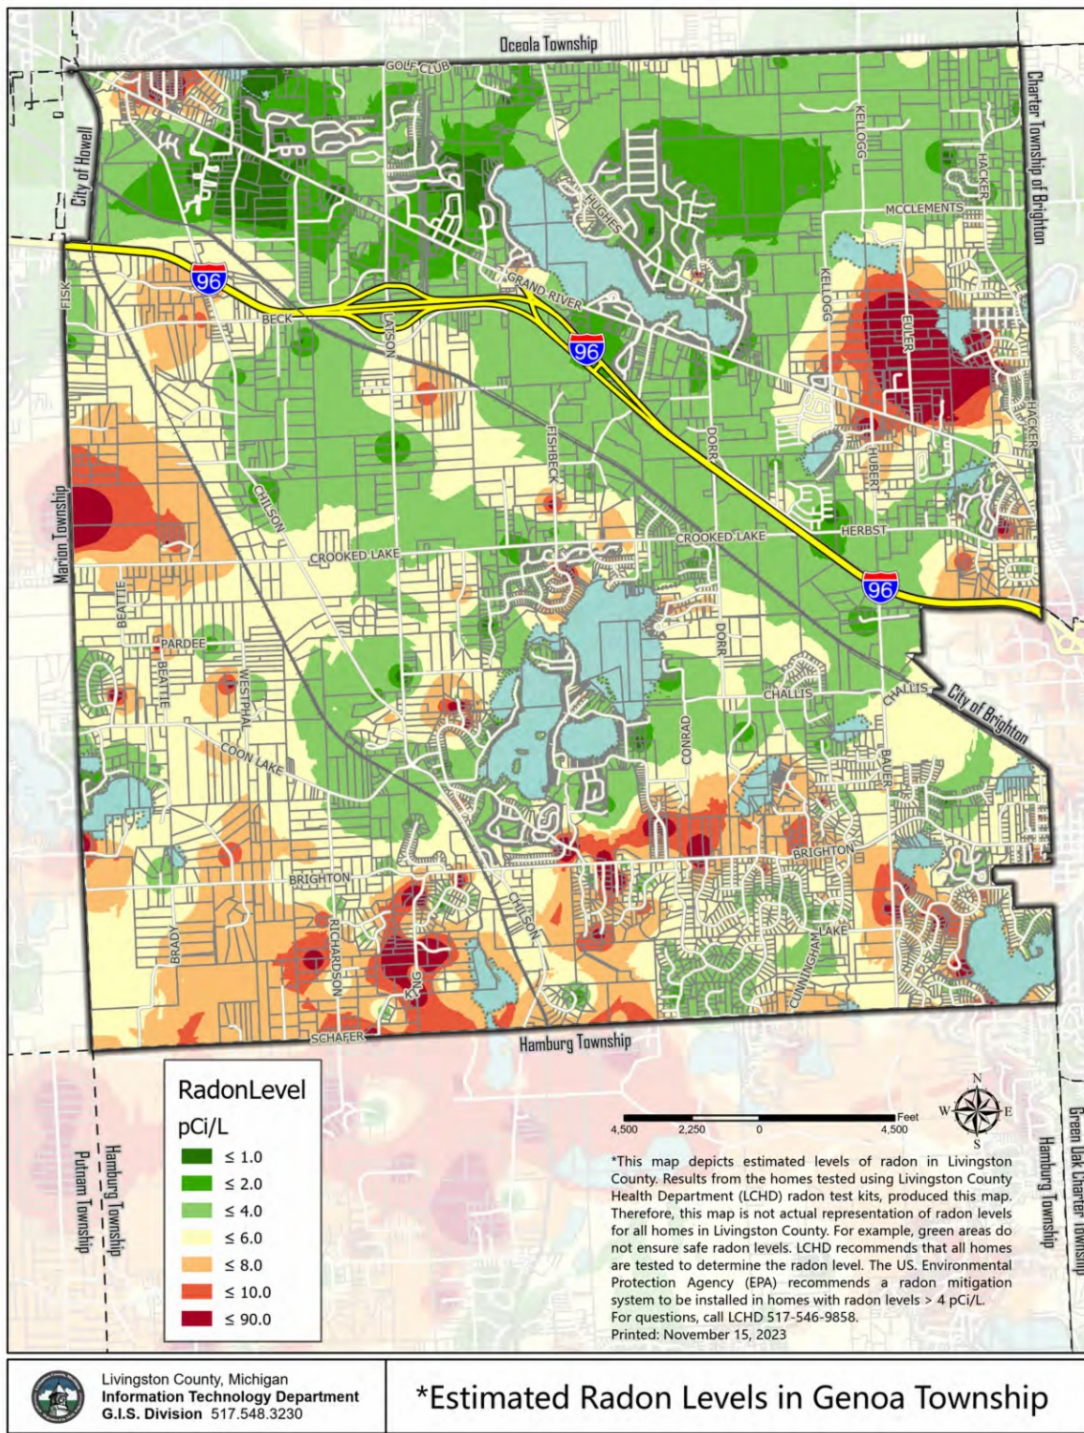 Oceola Township
GOLF CLUB
City of Howell
Charter Township of Brighton
KELLOGG
HACKER
HUGHES
MCCLEMENTS
96
FISK
GRAND RIVER
KELLOGG
BECK
LATSON
EULER
96
HACKER
FISHBECK
DORR
HUBERT
CHILSON
Marion Township
CROOKED LAKE
CROOKED LAKE
HERBST
96
BEATTIE
PARDEE
BEATTIE
WESTPHAL
DORR
CHALLIS
CHALLIS
City of Brighton
COON LAKE
CONRAD
BAUER
BRIGHTON
BRIGHTON
CHILSON
BRADY
RICHARDSON
LAKE
CUNNINGHAM
KING
SCHAFER
Hamburg Township
Hamburg Township
Putnam Township
Hamburg Township
Green Oak Charter Township
RadonLevel
pCi/L
≤ 1.0
≤ 2.0
≤ 4.0
≤ 6.0
≤ 8.0
≤ 10.0
≤ 90.0
N
W E
S
Feet
4,500 2,250 0 4,500
*This map depicts estimated levels of radon in Livingston
County. Results from the homes tested using Livingston County
Health Department (LCHD) radon test kits, produced this map.
Therefore, this map is not actual representation of radon levels
for all homes in Livingston County. For example, green areas do
not ensure safe radon levels. LCHD recommends that all homes
are tested to determine the radon level. The US. Environmental
Protection Agency (EPA) recommends a radon mitigation
system to be installed in homes with radon levels > 4 pCi/L.
For questions, call LCHD 517-546-9858.
Printed: November 15, 2023
Livingston County, Michigan
Information Technology Department
G.I.S. Division 517.548.3230
*Estimated Radon Levels in Genoa Township